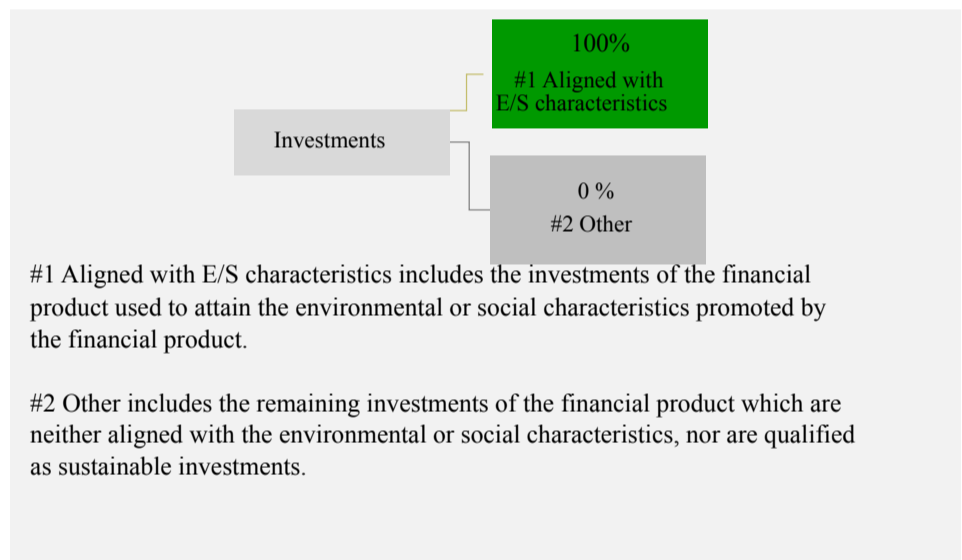 100%
#1 Aligned with
E/S characteristics
Investments
0 %
#2 Other
#1 Aligned with E/S characteristics includes the investments of the financial
product used to attain the environmental or social characteristics promoted by
the financial product.
#2 Other includes the remaining investments of the financial product which are
neither aligned with the environmental or social characteristics, nor are qualified
as sustainable investments.